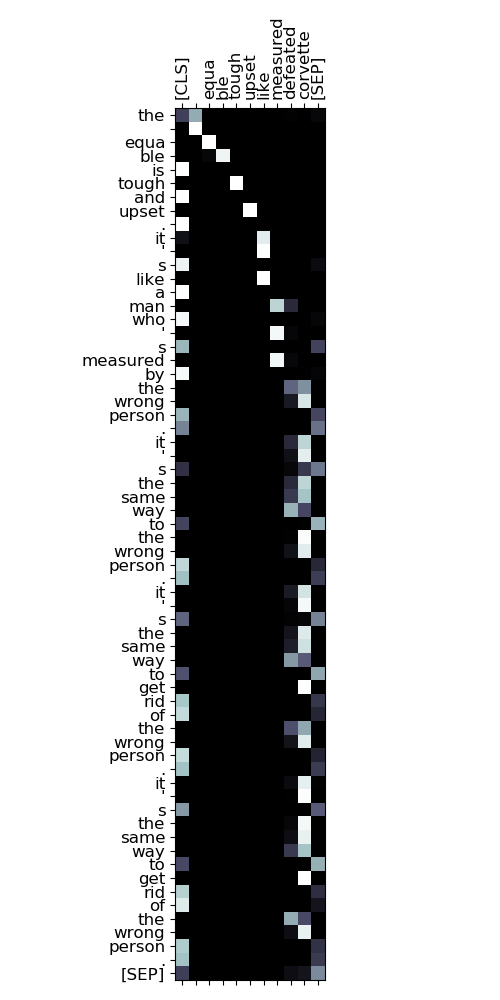 [CLS]
equa
ble
tough
upset
like
measured
defeated
corvette
[SEP]
the
equa
ble
is
tough
and
upset
.
it
'
s
like
a
man
who
'
s
measured
by
the
wrong
person
.
it
'
s
the
same
way
to
the
wrong
person
.
it
'
s
the
same
way
to
get
rid
of
the
wrong
person
.
it
'
s
the
same
way
to
get
rid
of
the
wrong
person
.
[SEP]